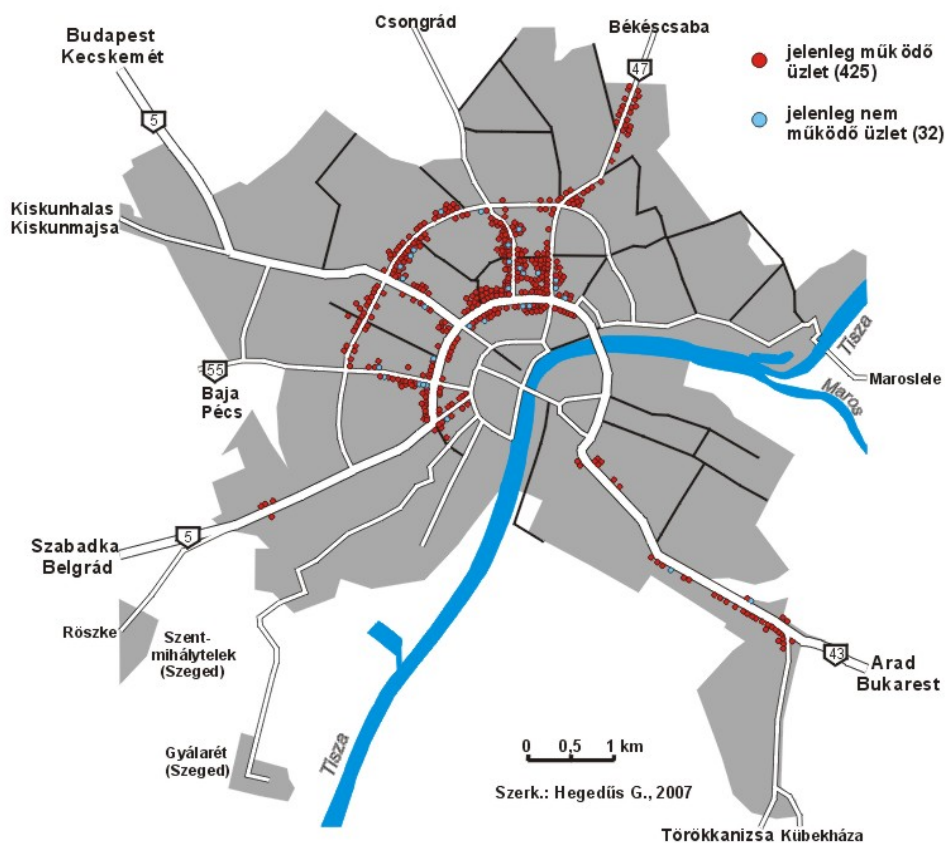 Csongrád
Békéscsaba
Budapest
Kecskemét
47
jelenleg működő
üzlet (425)
5
jelenleg nem
működő üzlet (32)
Kiskunhalas
Kiskunmajsa
Tisza
55
Baja
Pécs
Maroslele
Maros
5
Szabadka
Belgrád
Röszke
Szent-
mihálytelek
(Szeged)
43
Arad
Bukarest
Gyálarét
(Szeged)
Tisza
0 0,5 1 km
Szerk.: Hegedűs G., 2007
Törökkanizsa Kübekháza